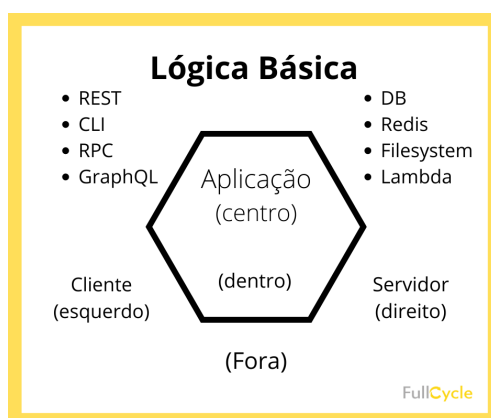 Lógica Básica
• REST
• CLI
• RPC
• GraphQL
• DB
• Redis
• Filesystem
• Lambda
Aplicação
(centro)
(dentro)
Cliente
(esquerdo)
Servidor
(direito)
(Fora)
FullCycle